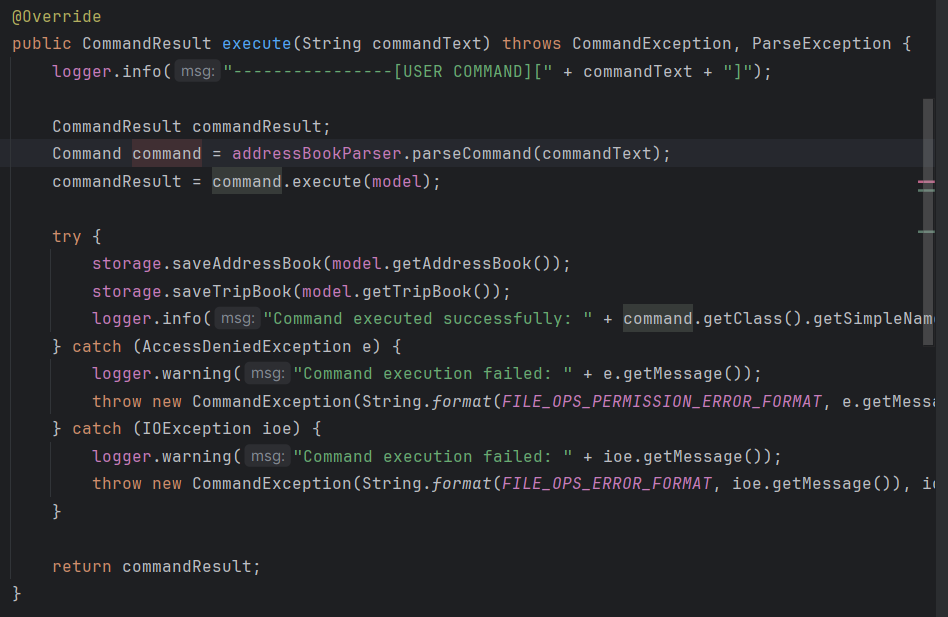 @Override
public CommandResult execute(String commandText) throws CommandException, ParseException {
logger.info( msg: "----------------[USER COMMAND][" + commandText + "]");
CommandResult commandResult;
Command command = addressBookParser.parseCommand(commandText);
commandResult = command.execute(model);
try {
storage.saveAddressBook(model.getAddressBook());
storage.saveTripBook(model.getTripBook());
logger.info( msg: "Command executed successfully: " + command.getClass().getSimpleNam
} catch (AccessDeniedException e) {
logger.warning( msg: "Command execution failed: " + e.getMessage());
throw new CommandException(String.format(FILE_OPS_PERMISSION_ERROR_FORMAT, e.getMessa
} catch (IOException ioe) {
logger.warning( msg: "Command execution failed: " + ioe.getMessage());
throw new CommandException(String.format(FILE_OPS_ERROR_FORMAT, ioe.getMessage()), io
}
return commandResult;
}